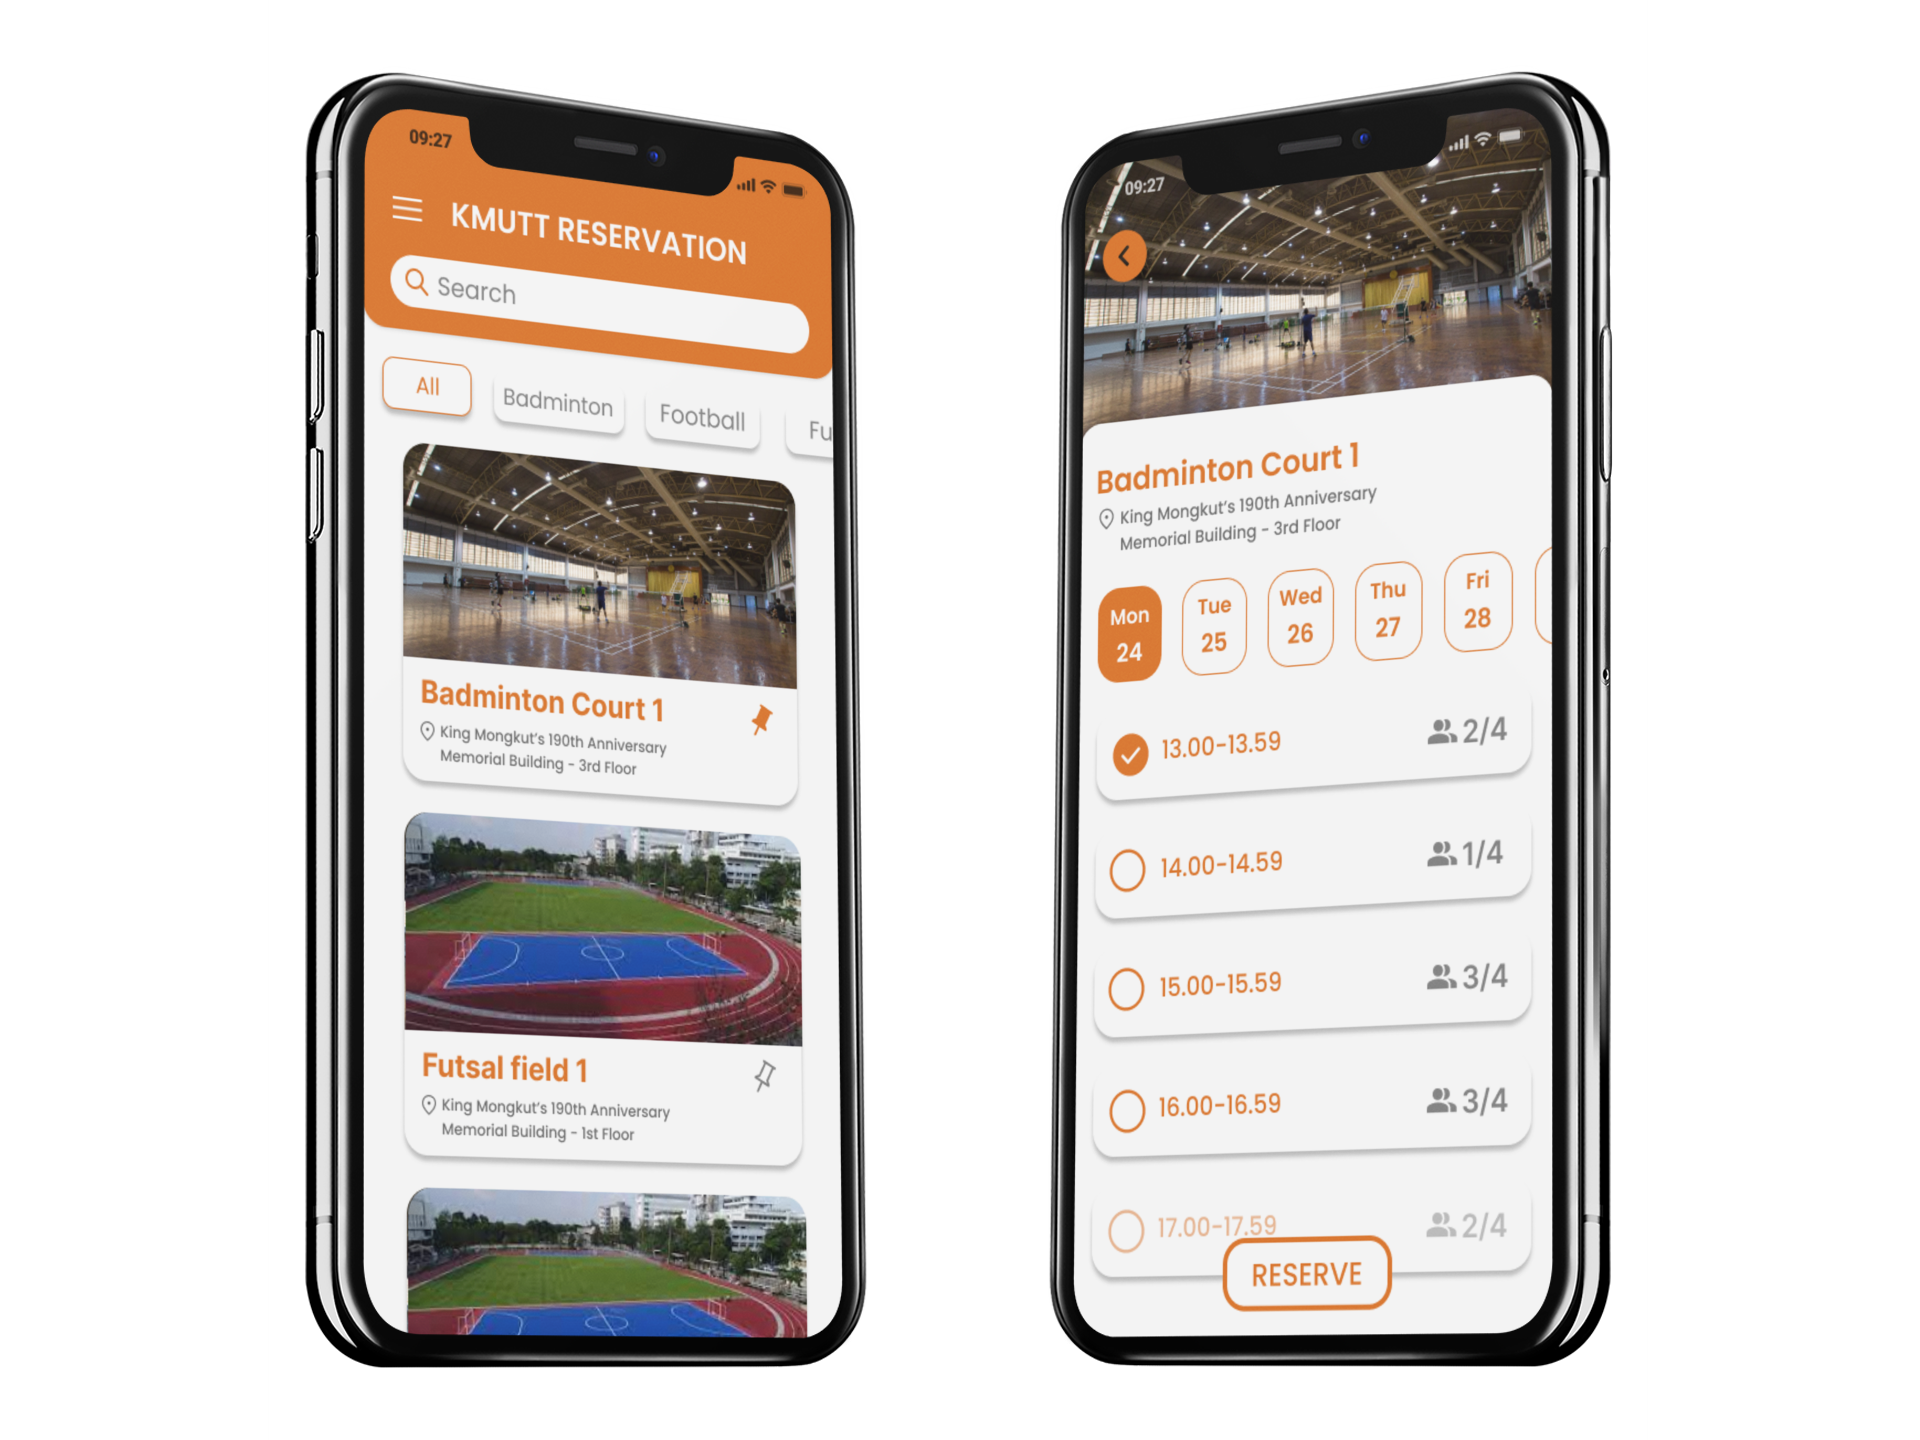 09:27
KMUTT RESERVATION
Search
All
Badminton
Football
Fu
Badminton Court 1
King Mongkut's 190th Anniversary
Memorial Building - 3rd Floor
Futsal field 1
King Mongkut's 190th Anniversary
Memorial Building - 1st Floor
09:27
Badminton Court 1
King Mongkut's 190th Anniversary
Memorial Building - 3rd Floor
Mon Tue Wed Thu Fri
24 25 26 27 28
13.00-13.59 2/4
14.00-14.59 1/4
15.00-15.59 3/4
16.00-16.59 3/4
17.00-17.59 2/4
RESERVE